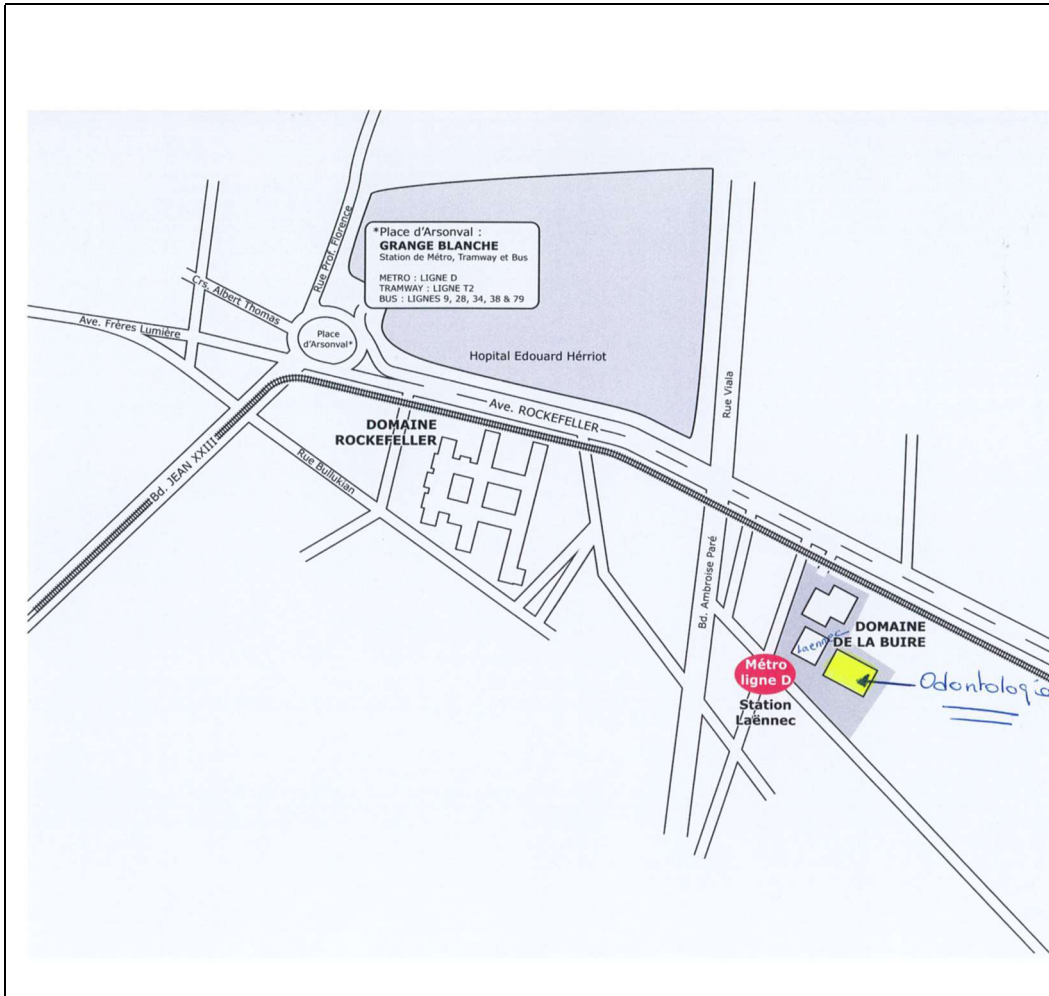 Rue Prof. Florence
*Place d'Arsonval :
GRANGE BLANCHE
Station de Métro, Tramway et Bus
METRO : LIGNE D
TRAMWAY : LIGNE T2
BUS : LIGNES 9, 28, 34, 38 & 79
Crs. Albert Thomas
Ave. Frères Lumière
Place
d'Arsonval*
Hopital Edouard Hérriot
Rue Viala
Ave. ROCKEFELLER
DOMAINE
ROCKEFELLER
Bd. JEAN XXIII
Rue Bullukian
Bd. Ambroise Paré
DOMAINE
DE LA BUIRE
Laennec
Métro
ligne D
Station
Laënnec
Odontologie